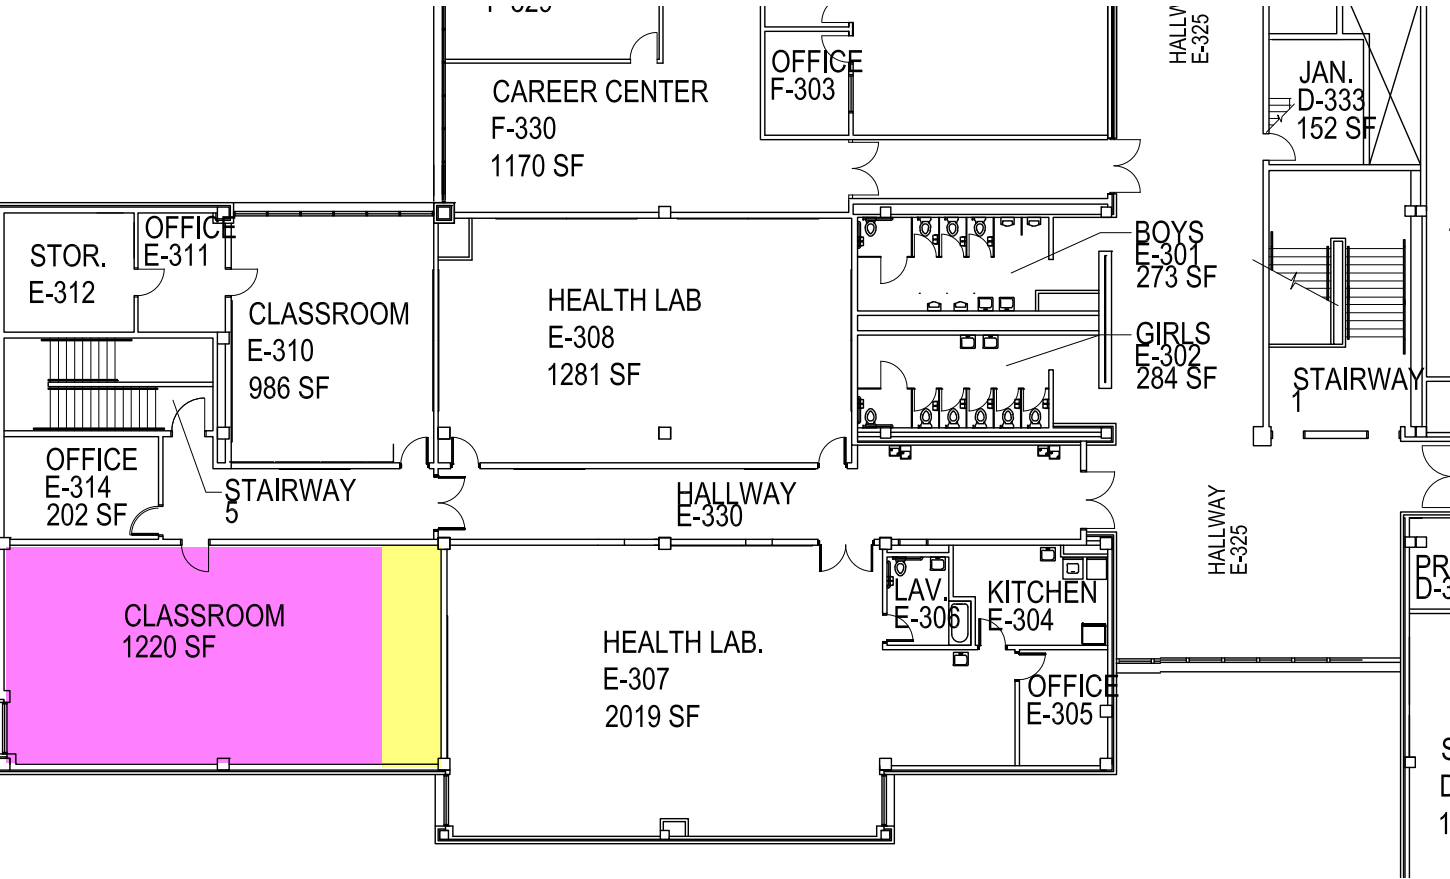 CAREER CENTER
F-330
1170 SF
OFFICE
F-303
HALLWAY
E-325
JAN.
D-333
152 SF
STOR.
E-312
OFFICE
E-311
CLASSROOM
E-310
986 SF
HEALTH LAB
E-308
1281 SF
BOYS
E-301
273 SF
GIRLS
E-302
284 SF
STAIRWAY
1
OFFICE
E-314
202 SF
STAIRWAY
5
HALLWAY
E-330
HALLWAY
E-325
CLASSROOM
1220 SF
HEALTH LAB.
E-307
2019 SF
LAV.
E-306
KITCHEN
E-304
OFFICE
E-305